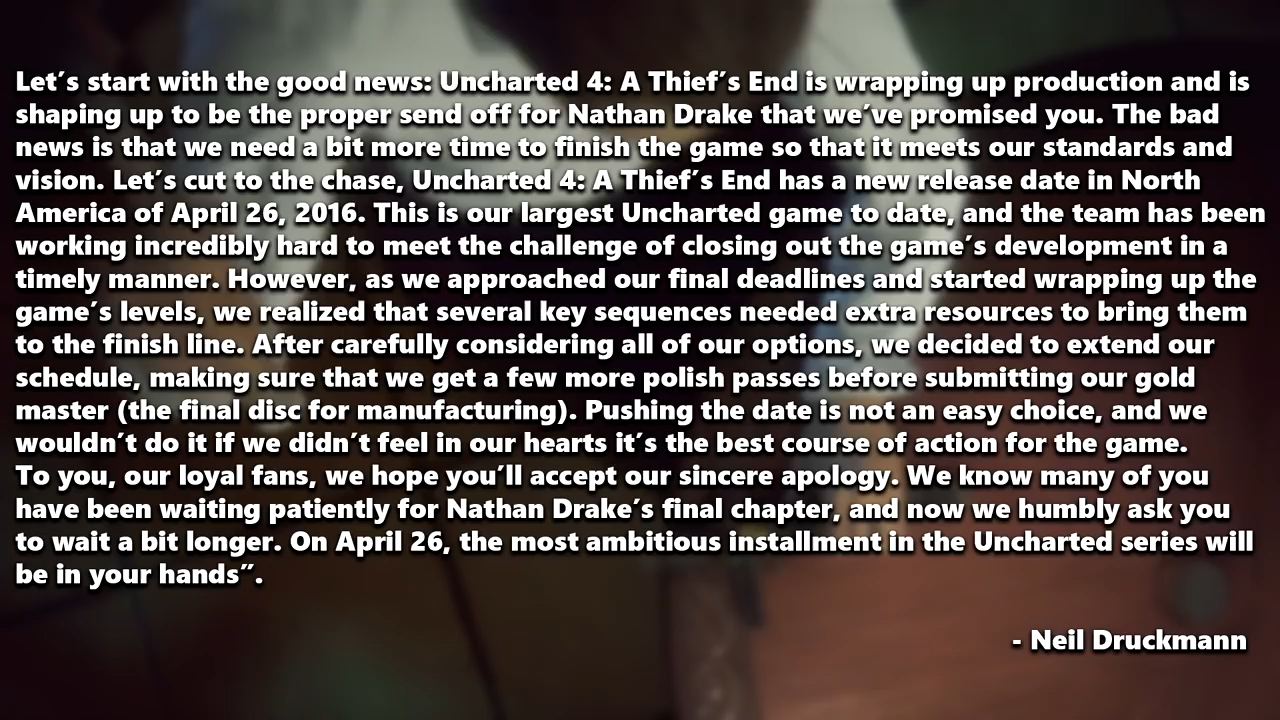 Let´s start with the good news: Uncharted 4: A Thief´s End is wrapping up production and is
shaping up to be the proper send off for Nathan Drake that we´ve promised you. The bad
news is that we need a bit more time to finish the game so that it meets our standards and
vision. Let´s cut to the chase, Uncharted 4: A Thief´s End has a new release date in North
America of April 26, 2016. This is our largest Uncharted game to date, and the team has been
working incredibly hard to meet the challenge of closing out the game´s development in a
timely manner. However, as we approached our final deadlines and started wrapping up the
game´s levels, we realized that several key sequences needed extra resources to bring them
to the finish line. After carefully considering all of our options, we decided to extend our
schedule, making sure that we get a few more polish passes before submitting our gold
master (the final disc for manufacturing). Pushing the date is not an easy choice, and we
wouldn´t do it if we didn´t feel in our hearts it´s the best course of action for the game.
To you, our loyal fans, we hope you´ll accept our sincere apology. We know many of you
have been waiting patiently for Nathan Drake´s final chapter, and now we humbly ask you
to wait a bit longer. On April 26, the most ambitious installment in the Uncharted series will
be in your hands”.
- Neil Druckmann